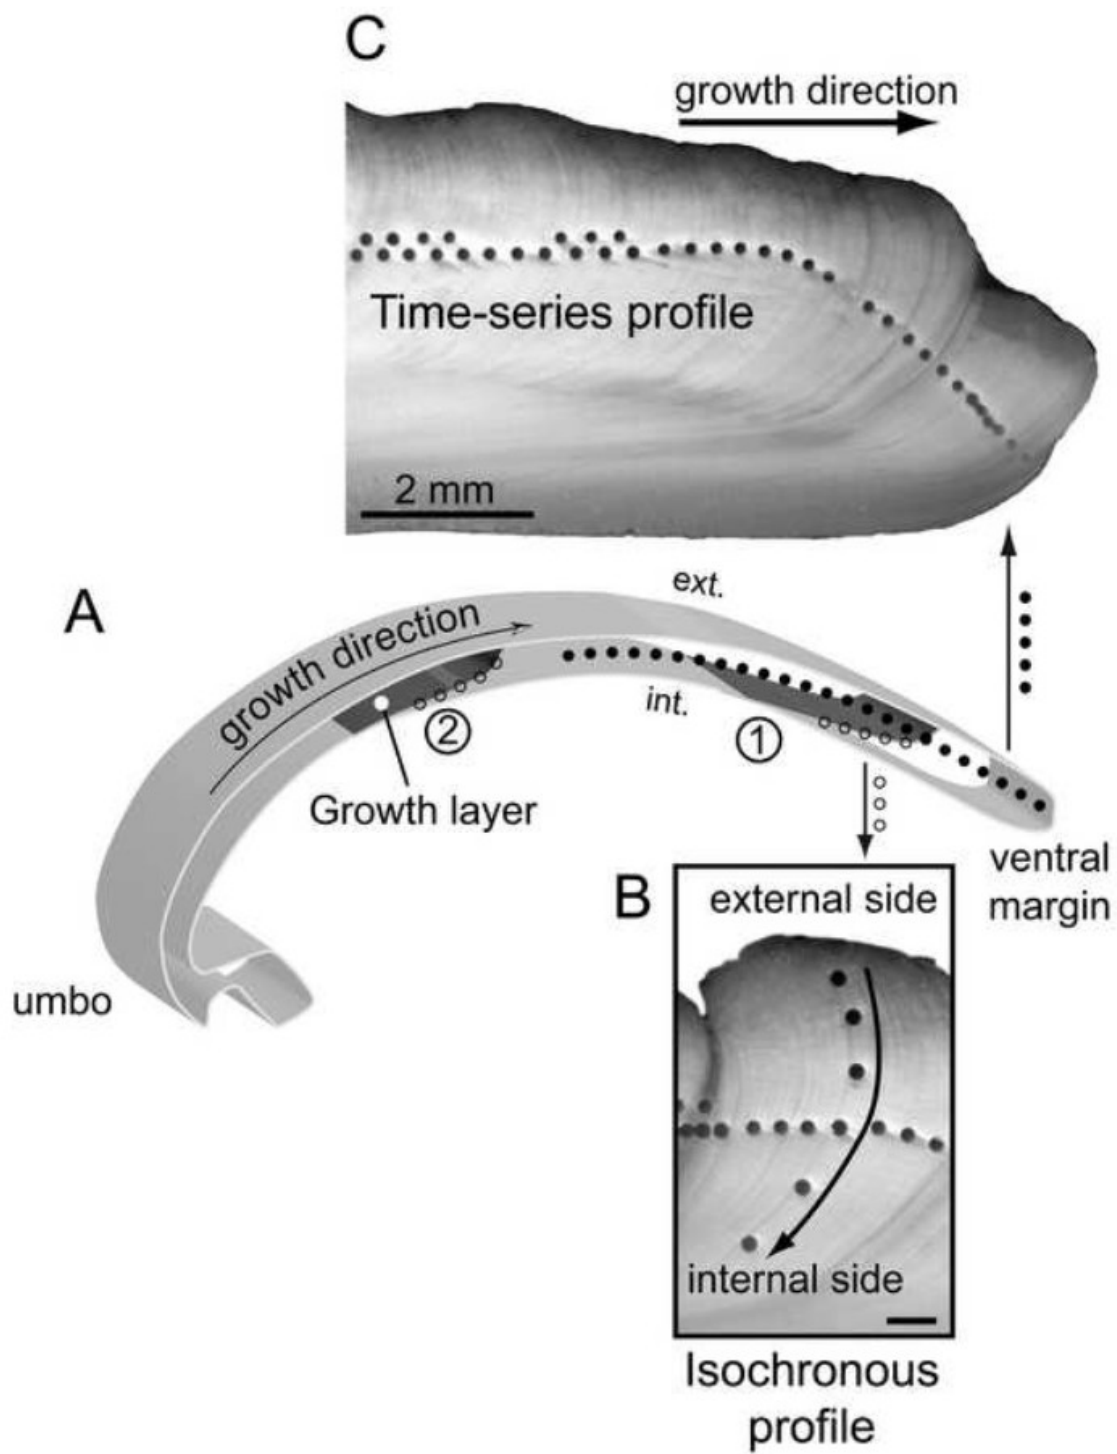 C
growth direction
Time-series profile
2 mm
A
ext.
growth direction
int.
②
①
Growth layer
ventral
margin
B
external side
umbo
internal side
Isochronous
profile